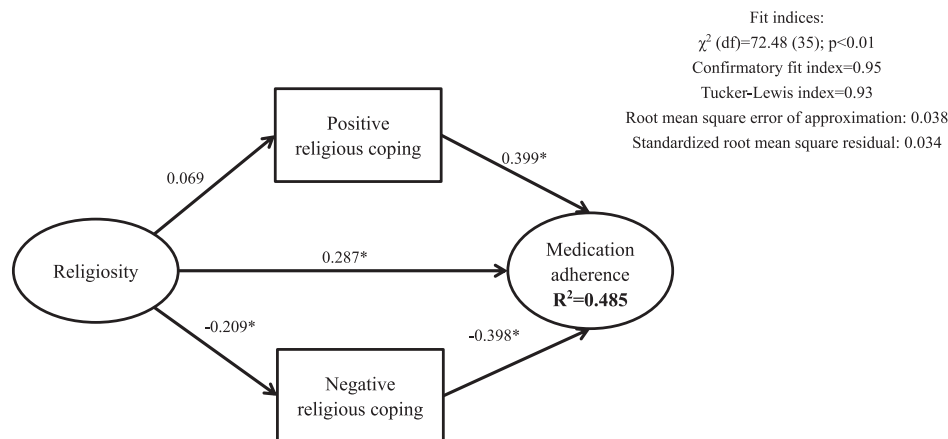 Fit indices:
χ² (df)=72.48 (35); p<0.01
Confirmatory fit index=0.95
Tucker-Lewis index=0.93
Root mean square error of approximation: 0.038
Standardized root mean square residual: 0.034
Positive
religious coping
0.399*
0.069
Religiosity
0.287*
Medication
adherence
R²=0.485
-0.209*
-0.398*
Negative
religious coping